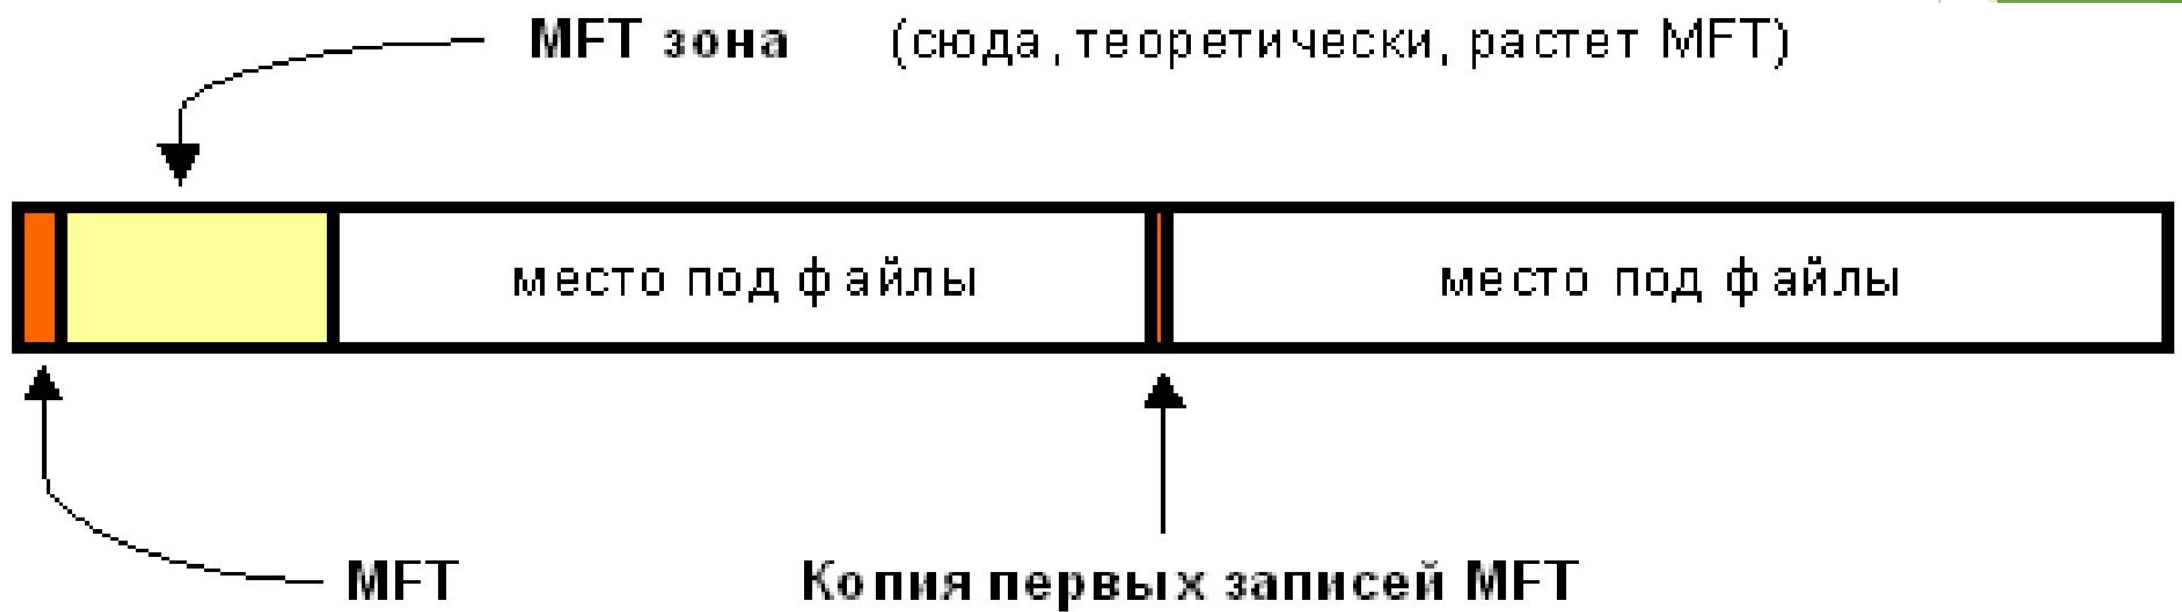 MFT зона (сюда, теоретически, растет MFT)
место под файлы место под файлы
MFT Копия первых записей MFT